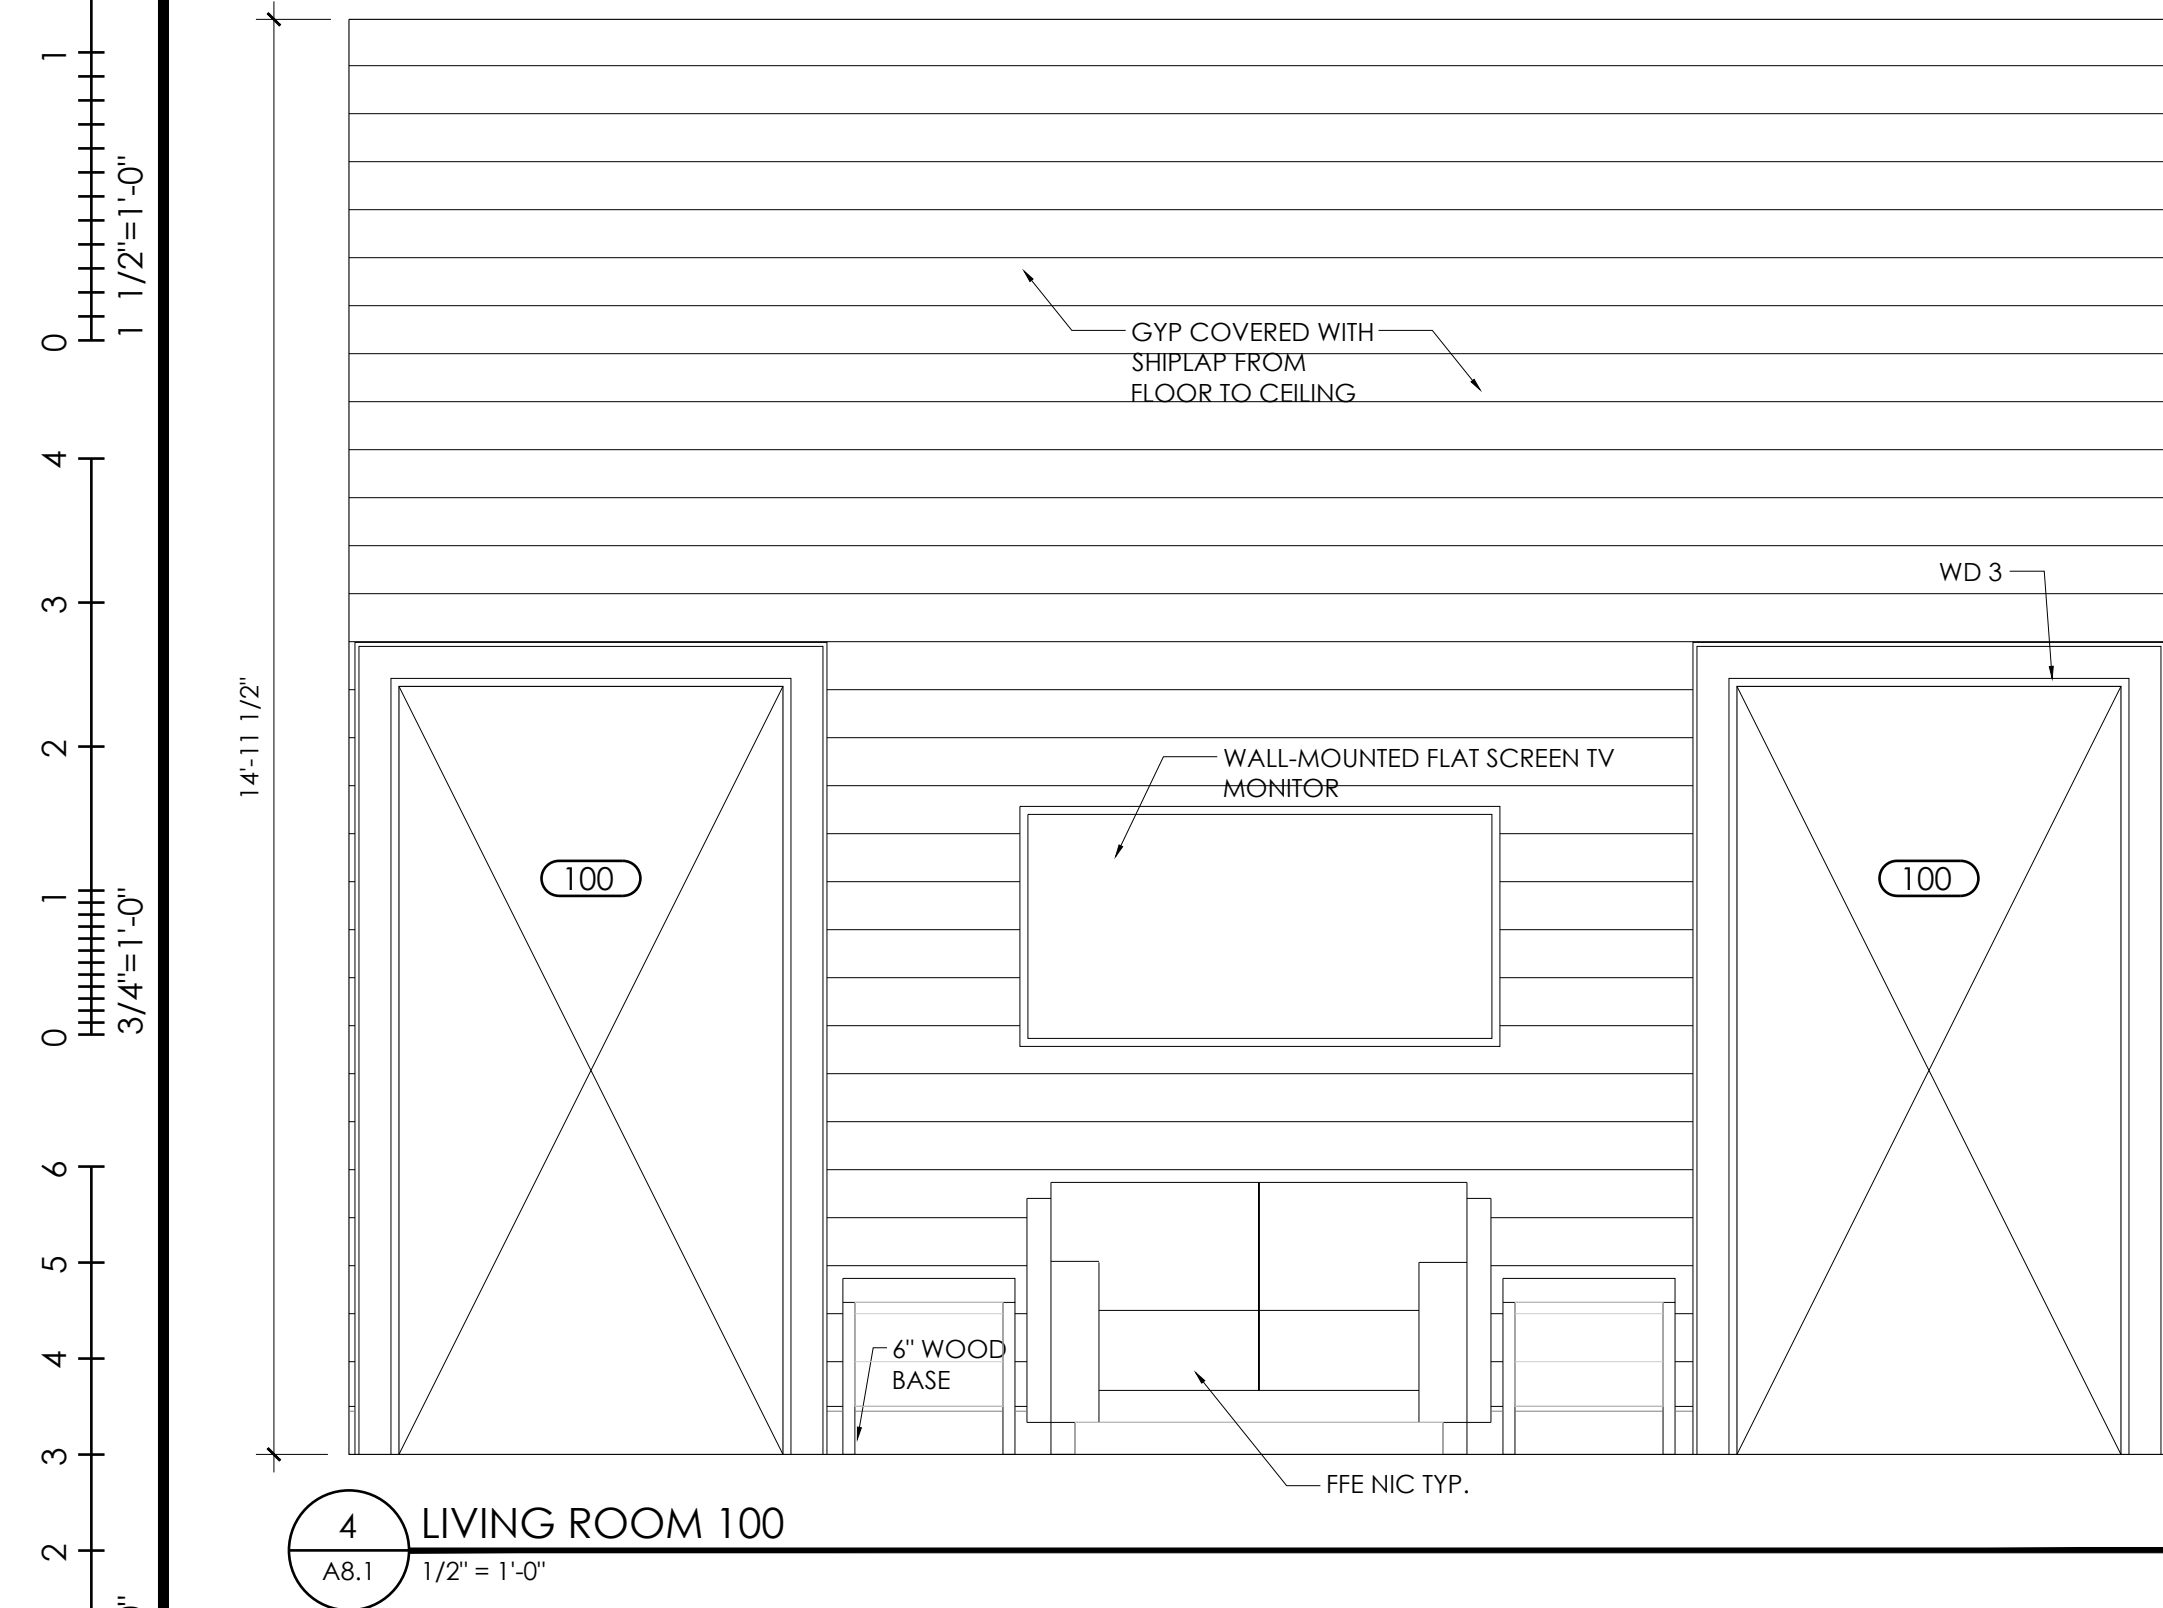 1
1 1/2"=1'-0"
0
4
3
2
1
3/4"=1'-0"
0
6
5
4
3
2
14'-11 1/2"
GYP COVERED WITH
SHIPLAP FROM
FLOOR TO CEILING
WD 3
WALL-MOUNTED FLAT SCREEN TV
MONITOR
100
100
6" WOOD
BASE
FFE NIC TYP.
4
LIVING ROOM 100
A8.1
1/2" = 1'-0"